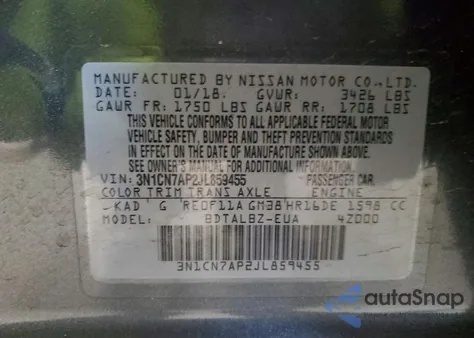 MANUFACTURED BY NISSAN MOTOR CO.,LTD.
DATE: 01/18. GVWR: 3426 LBS
GAWR FR: 1750 LBS GAWR RR: 1708 LBS
THIS VEHICLE CONFORMS TO ALL APPLICABLE FEDERAL MOTOR
VEHICLE SAFETY, BUMPER AND THEFT PREVENTION STANDARDS
IN EFFECT ON THE DATE OF MANUFACTURE SHOWN ABOVE.
SEE OWNER'S MANUAL FOR ADDITIONAL INFORMATION.
VIN: 3N1CN7AP2JL859455 PASSENGER CAR
COLOR TRIM TRANS AXLE ENGINE
KAD G RE0F11A GM38 HR16DE 1598 CC
MODEL: BDTALBZ-EUA 4Z000
3N1CN7AP2JL859455
autoSnap